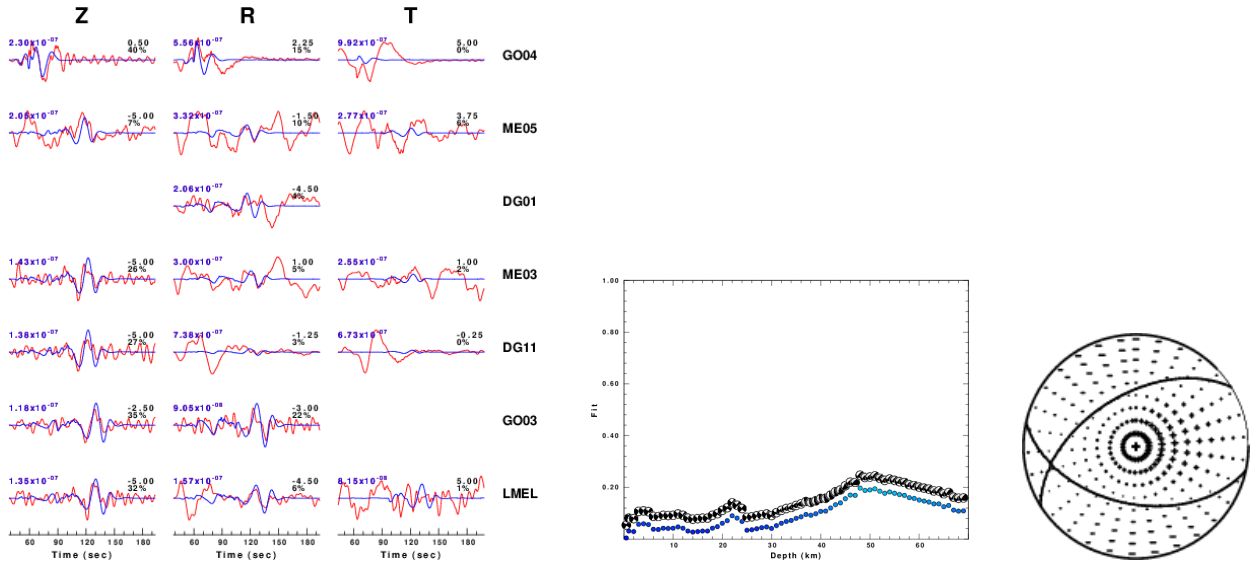 Z R T
2.30x10^-07 0.50 40% 5.56x10^-07 2.25 15% 9.92x10^-07 5.00 0% GO04
2.05x10^-07 -5.00 7% 3.32x10^-07 -1.50 10% 2.77x10^-07 3.75 ME05
2.06x10^-07 -4.50 4% DG01
1.43x10^-07 -5.00 26% 3.00x10^-07 1.00 5% 2.55x10^-07 1.00 2% ME03
1.38x10^-07 -5.00 27% 7.38x10^-07 -1.25 3% 6.73x10^-07 -0.25 0% DG11
1.18x10^-07 -2.50 35% 9.05x10^-08 -3.00 22% GO03
1.35x10^-07 -5.00 32% 1.57x10^-07 -4.50 6% 8.15x10^-08 5.00 1% LMEL
60 90 120 150 180 60 90 120 150 180 60 90 120 150 180
Time (sec) Time (sec) Time (sec)
1.00
0.80
0.60
0.40
0.20
Fit
10 20 30 40 50 60
Depth (km)